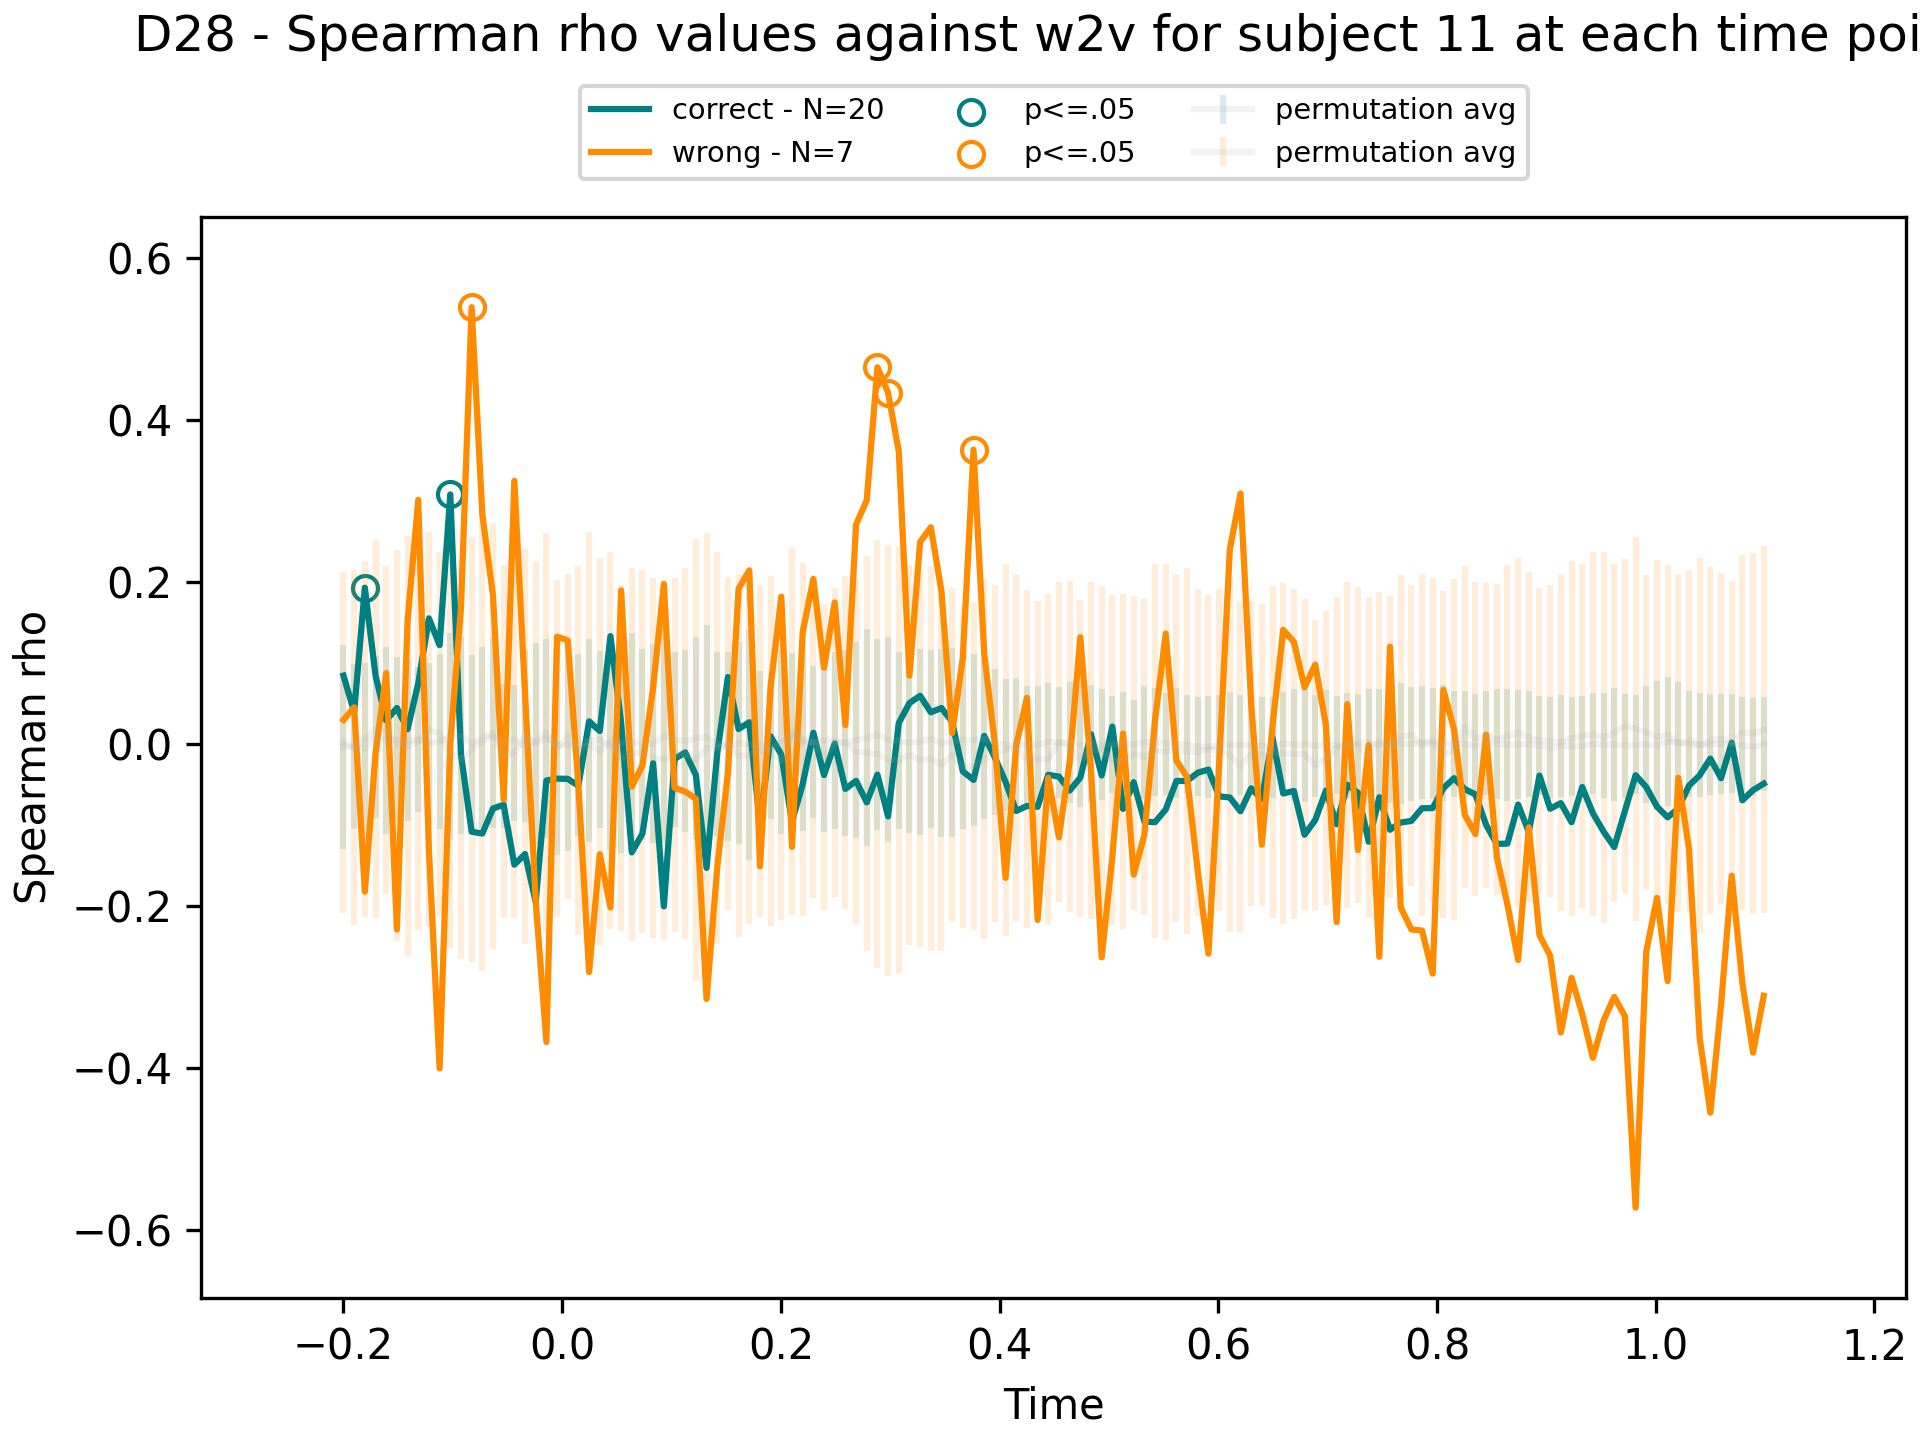 D28 - Spearman rho values against w2v for subject 11 at each time poi
correct - N=20
wrong - N=7
p<=.05
p<=.05
permutation avg
permutation avg
0.6
0.4
0.2
0.0
−0.2
−0.4
−0.6
Spearman rho
−0.2
0.0
0.2
0.4
0.6
0.8
1.0
1.2
Time